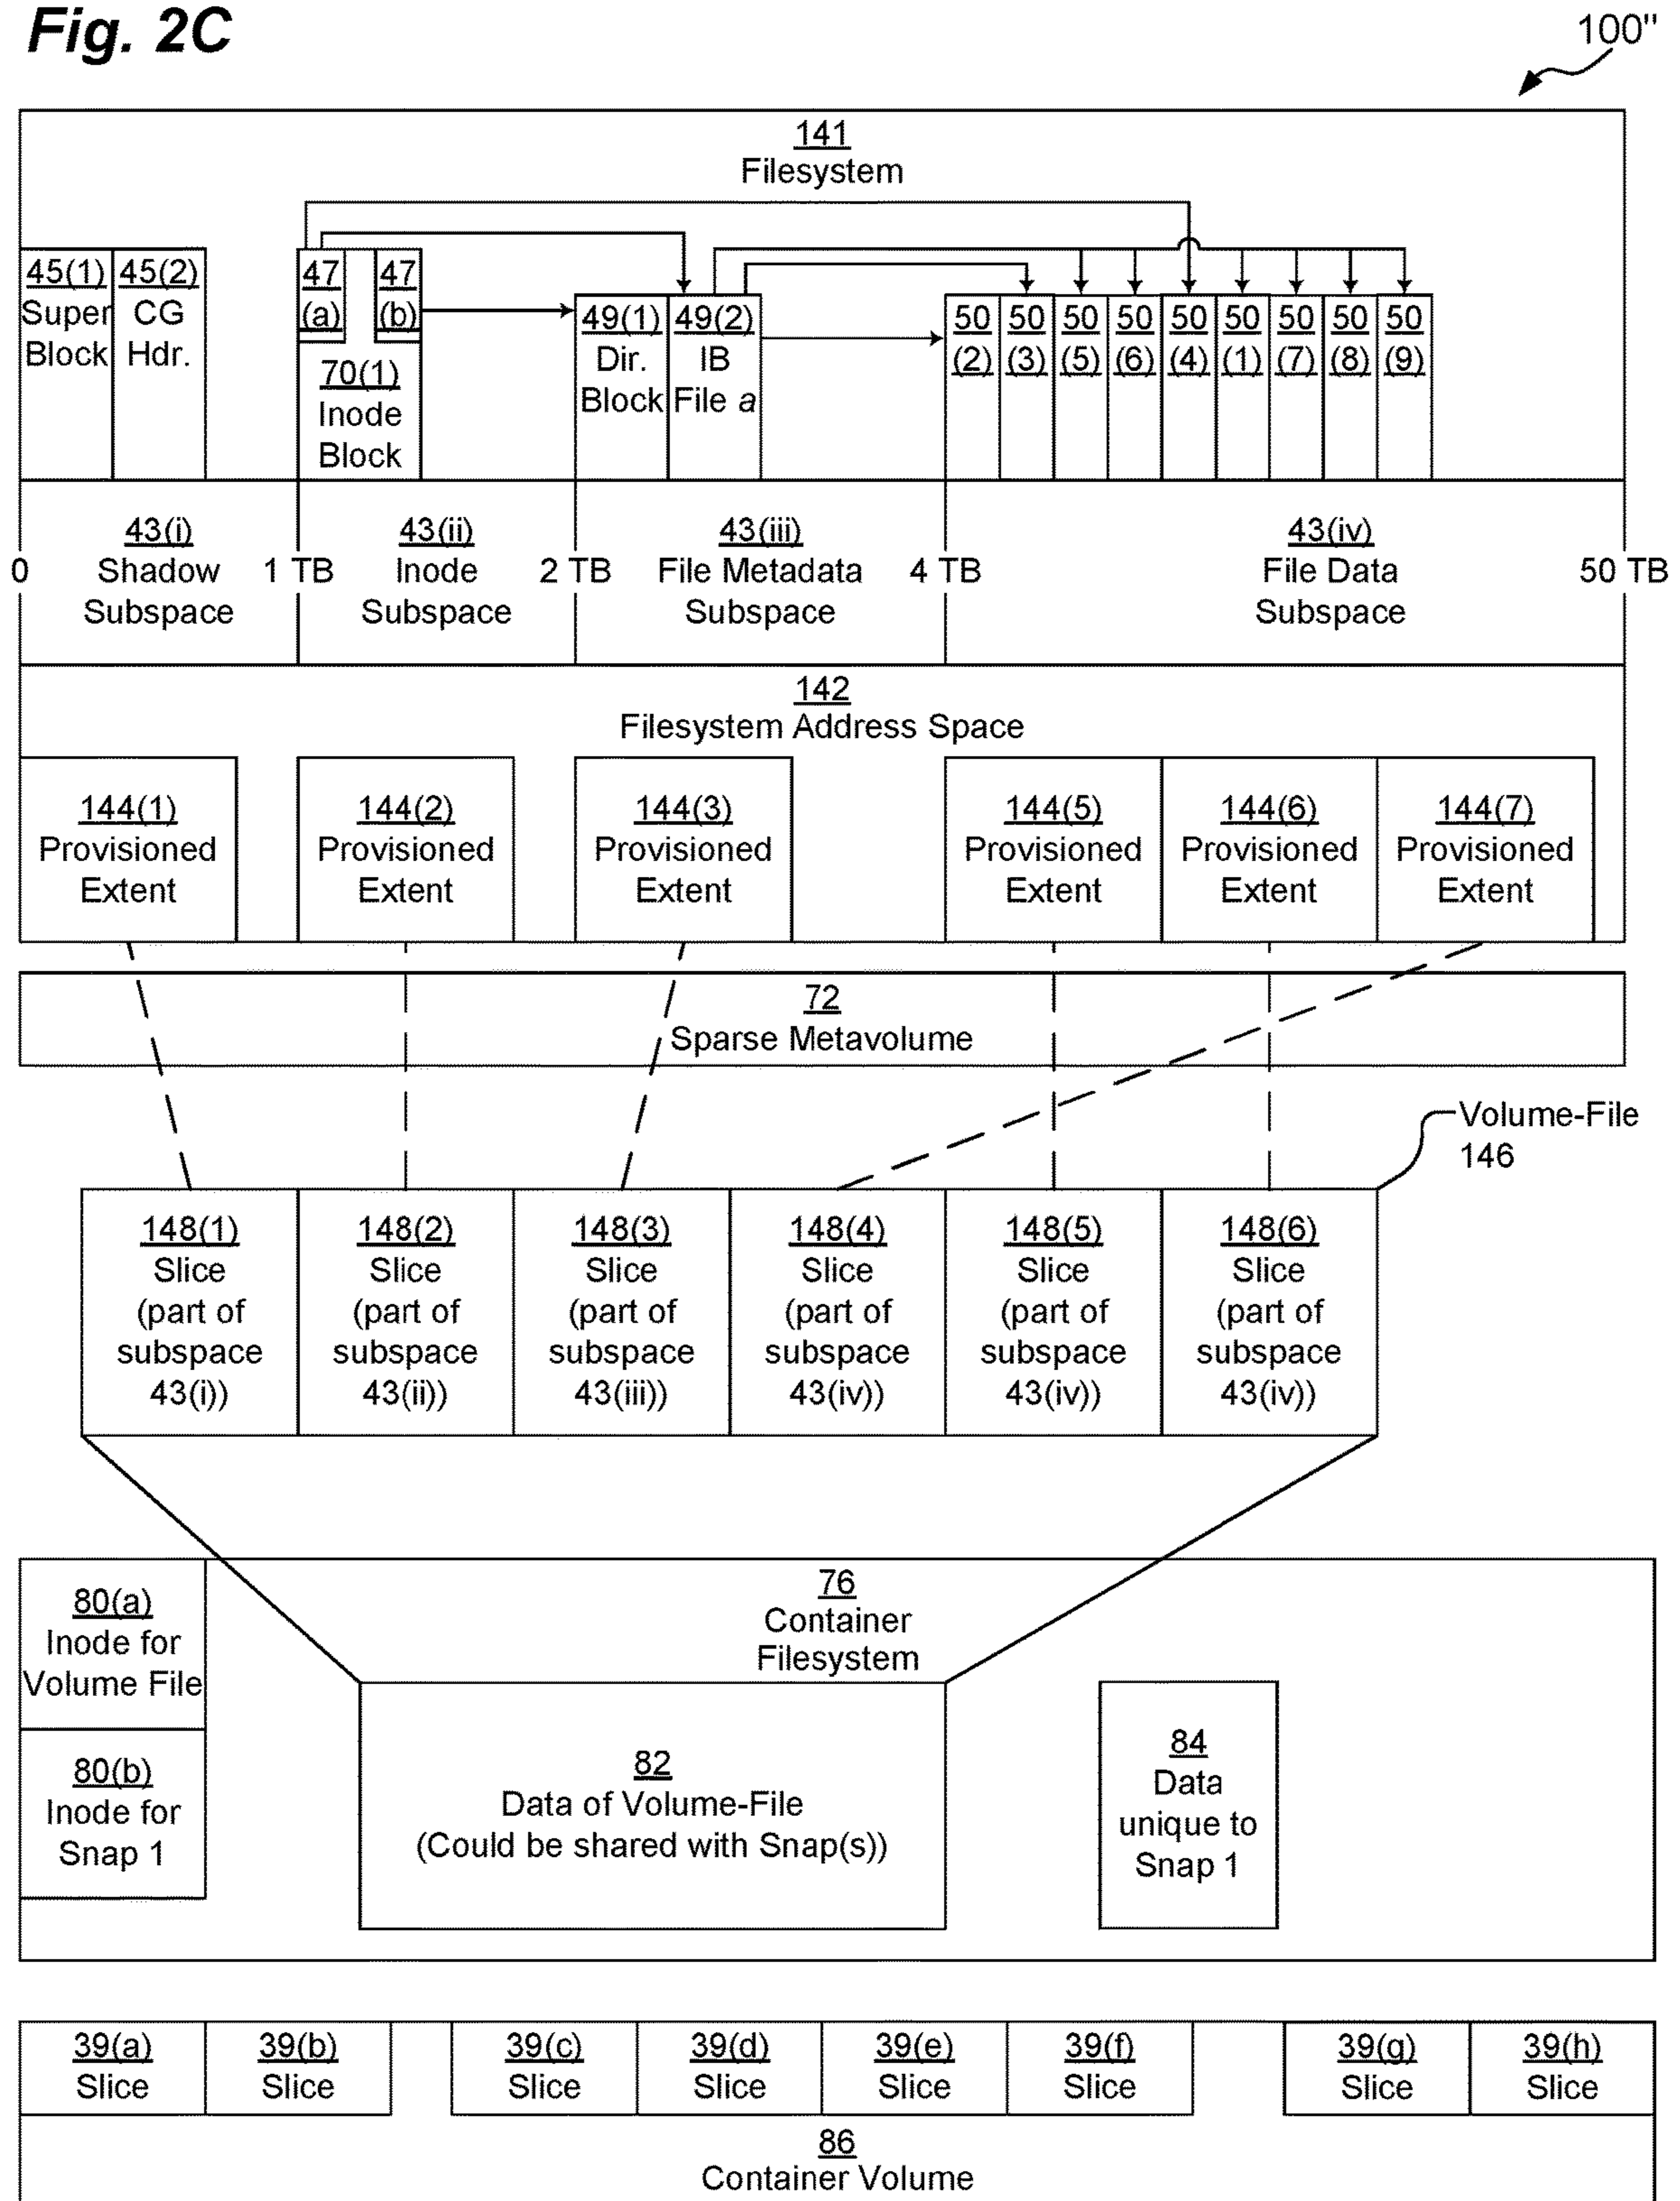 Fig. 2C
100"
141
Filesystem
45(1)
Super
Block
45(2)
CG
Hdr.
47
(a)
47
(b)
70(1)
Inode
Block
49(1)
Dir.
Block
49(2)
IB
File a
50
(2)
50
(3)
50
(5)
50
(6)
50
(4)
50
(1)
50
(7)
50
(8)
50
(9)
0
43(i)
Shadow
Subspace
1 TB
43(ii)
Inode
Subspace
2 TB
43(iii)
File Metadata
Subspace
4 TB
43(iv)
File Data
Subspace
50 TB
142
Filesystem Address Space
144(1)
Provisioned
Extent
144(2)
Provisioned
Extent
144(3)
Provisioned
Extent
144(5)
Provisioned
Extent
144(6)
Provisioned
Extent
144(7)
Provisioned
Extent
72
Sparse Metavolume
Volume-File
146
148(1)
Slice
(part of
subspace
43(i))
148(2)
Slice
(part of
subspace
43(ii))
148(3)
Slice
(part of
subspace
43(iii))
148(4)
Slice
(part of
subspace
43(iv))
148(5)
Slice
(part of
subspace
43(iv))
148(6)
Slice
(part of
subspace
43(iv))
80(a)
Inode for
Volume File
80(b)
Inode for
Snap 1
76
Container
Filesystem
82
Data of Volume-File
(Could be shared with Snap(s))
84
Data
unique to
Snap 1
39(a)
Slice
39(b)
Slice
39(c)
Slice
39(d)
Slice
39(e)
Slice
39(f)
Slice
39(g)
Slice
39(h)
Slice
86
Container Volume